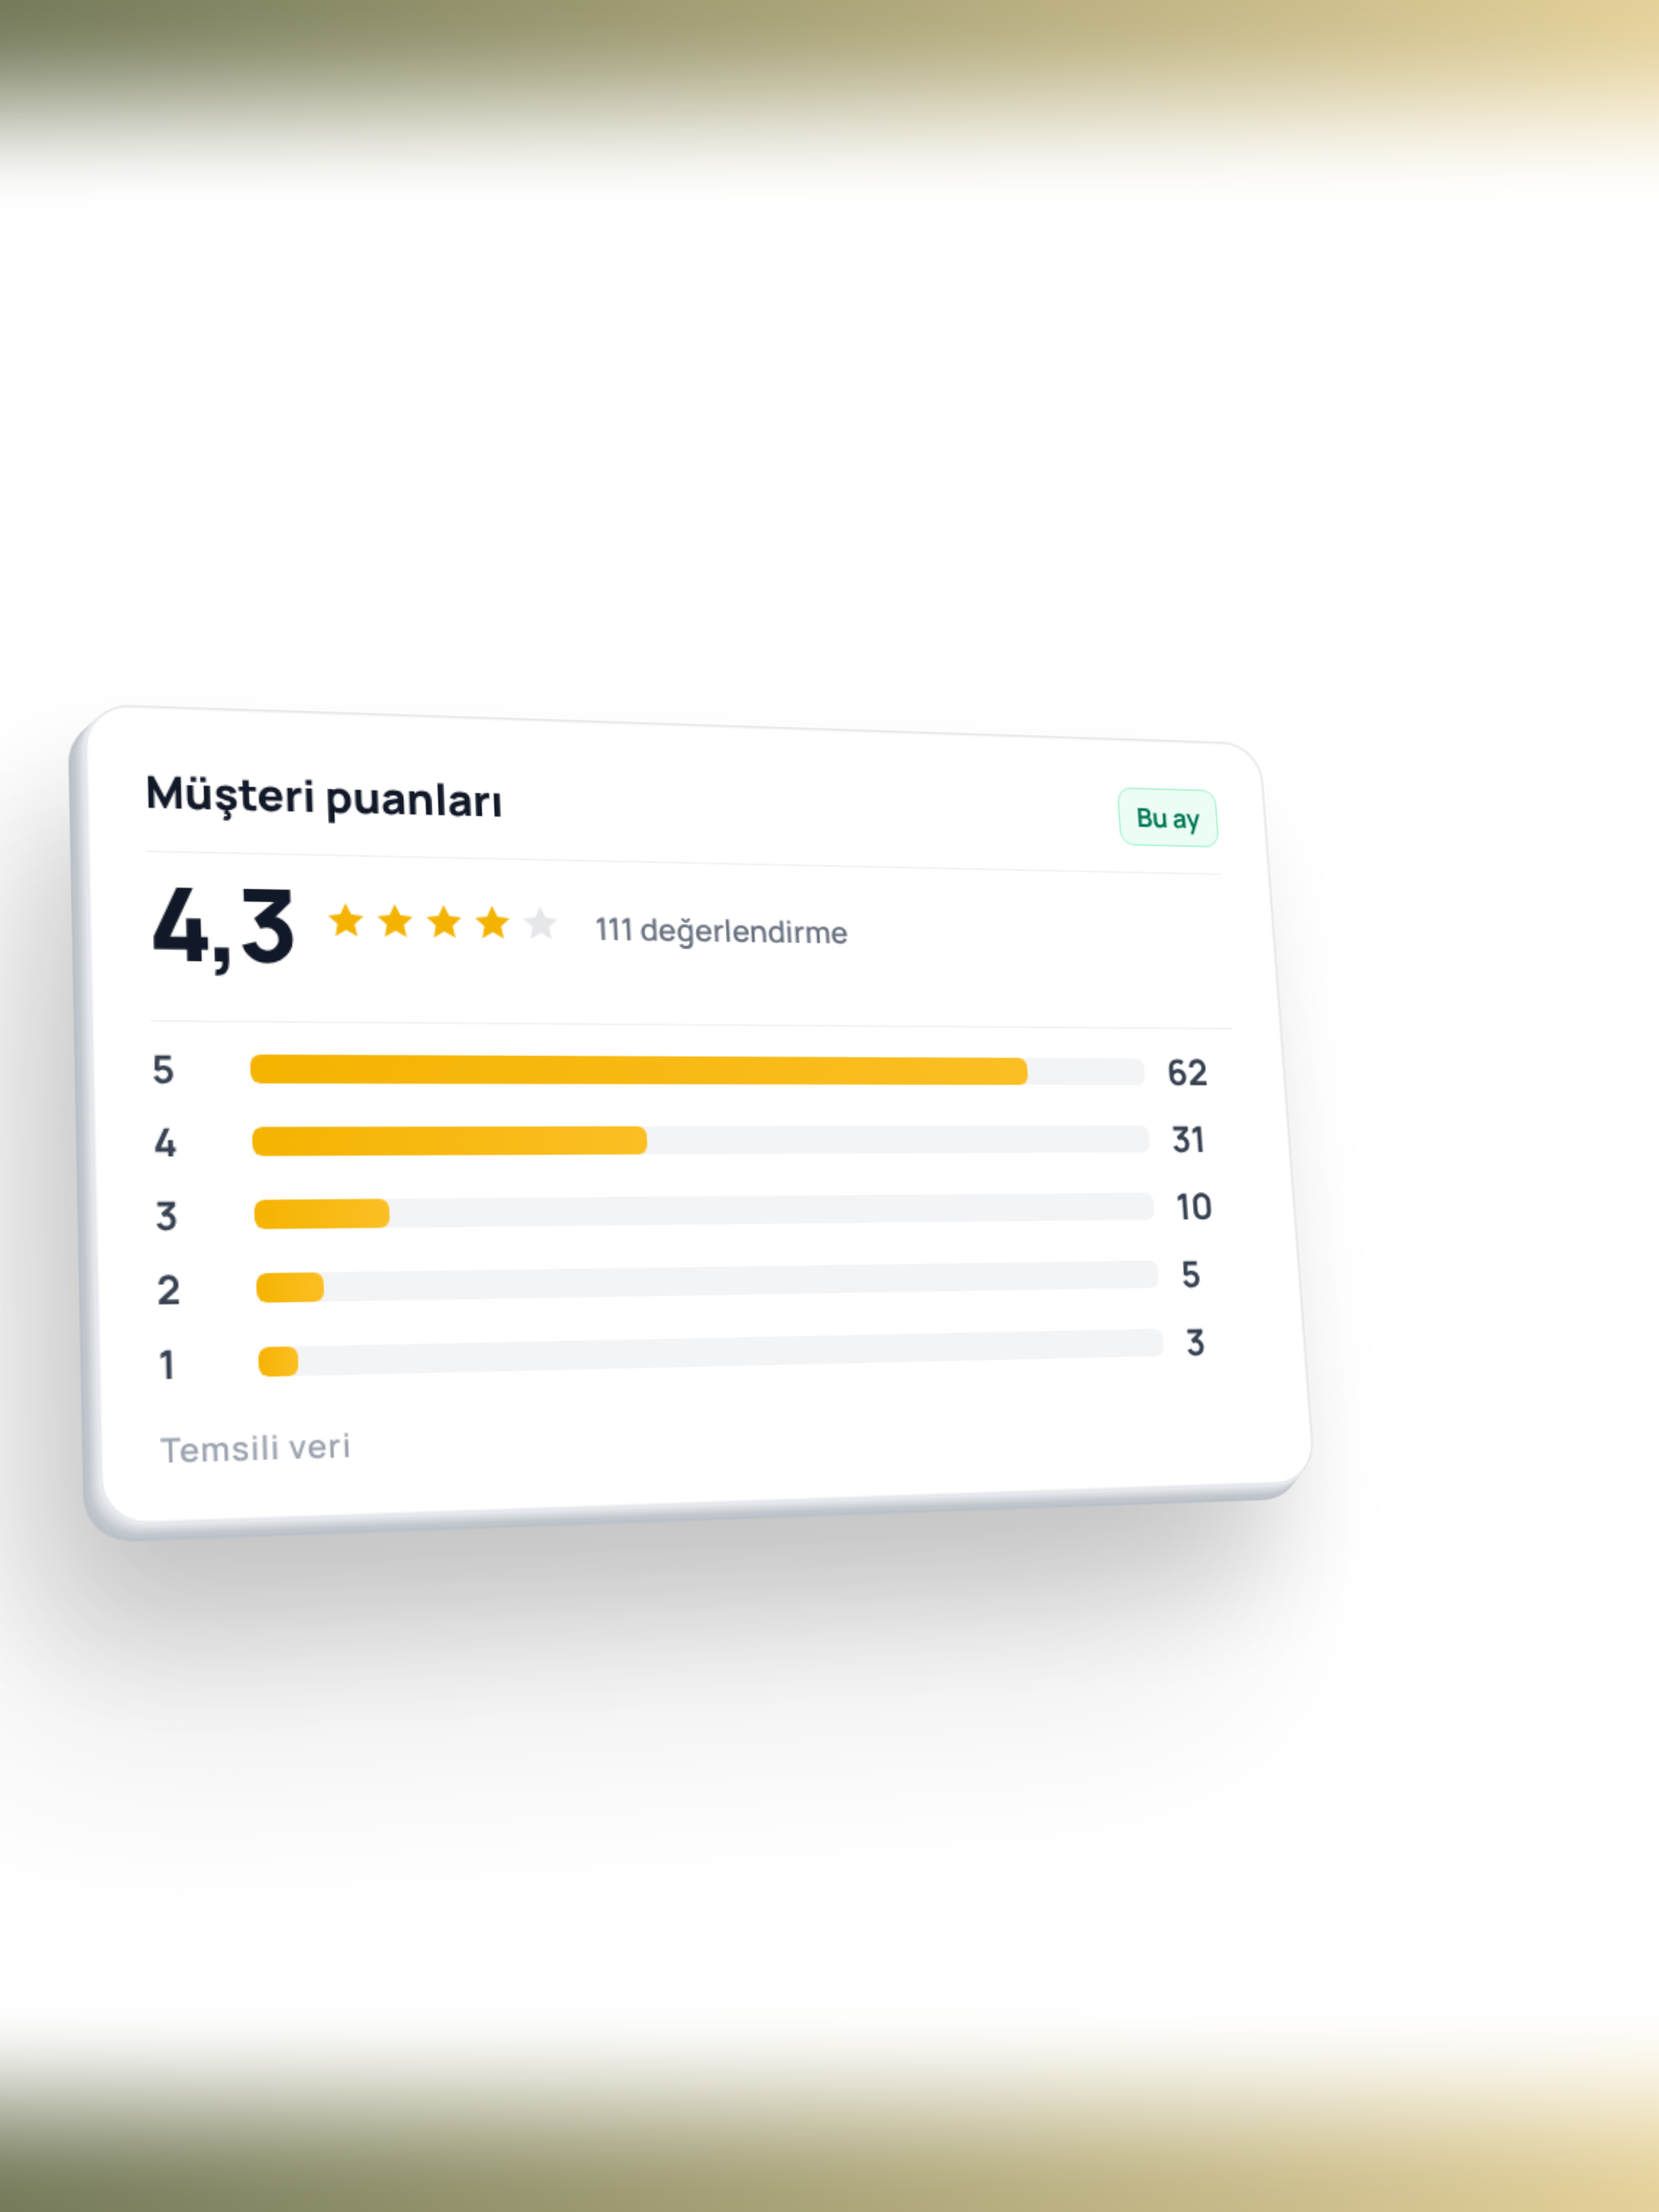 Müşteri puanları
Bu ay
4,3
111 değerlendirme
5 62
4 31
3 10
2 5
1 3
Temsili veri